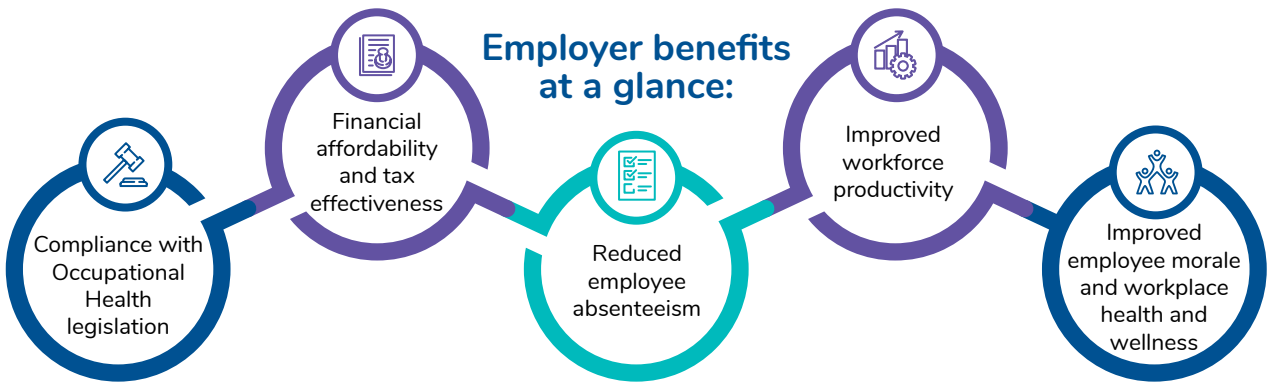 Employer benefits
at a glance:
Compliance with
Occupational
Health
legislation
Financial
affordability
and tax
effectiveness
Reduced
employee
absenteeism
Improved
workforce
productivity
Improved
employee morale
and workplace
health and
wellness